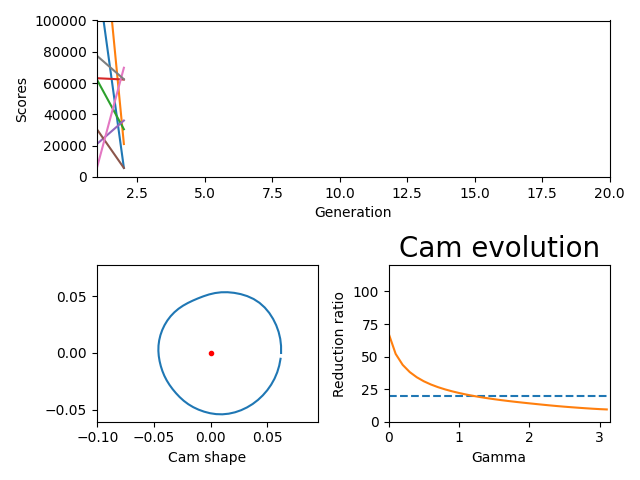 100000
80000
60000
40000
20000
0
Scores
2.5 5.0 7.5 10.0 12.5 15.0 17.5 20.0
Generation
0.05
0.00
−0.05
−0.10 −0.05 0.00 0.05
Cam shape
Cam evolution
100
75
50
25
0
Reduction ratio
0 1 2 3
Gamma